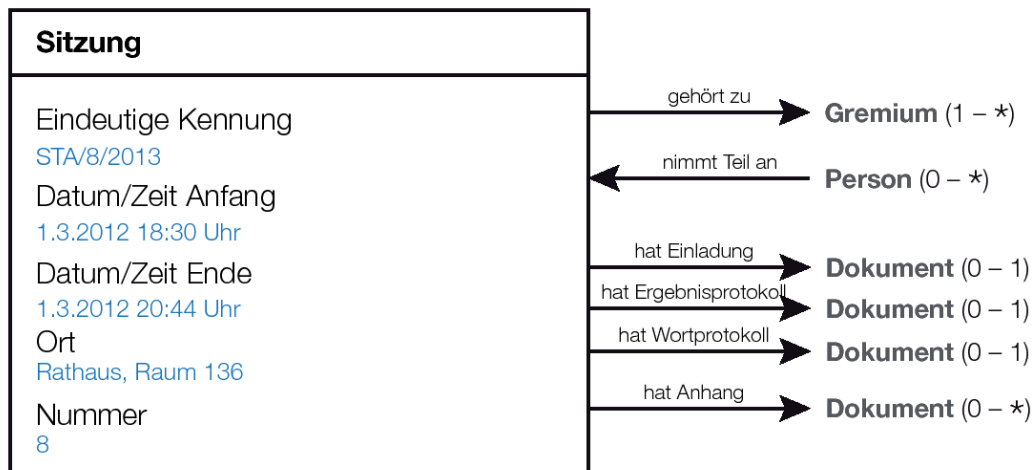 Sitzung
Eindeutige Kennung
STA/8/2013
Datum/Zeit Anfang
1.3.2012 18:30 Uhr
Datum/Zeit Ende
1.3.2012 20:44 Uhr
Ort
Rathaus, Raum 136
Nummer
8
gehört zu
Gremium (1 – *)
nimmt Teil an
Person (0 – *)
hat Einladung
Dokument (0 – 1)
hat Ergebnisprotokoll
Dokument (0 – 1)
hat Wortprotokoll
Dokument (0 – 1)
hat Anhang
Dokument (0 – *)